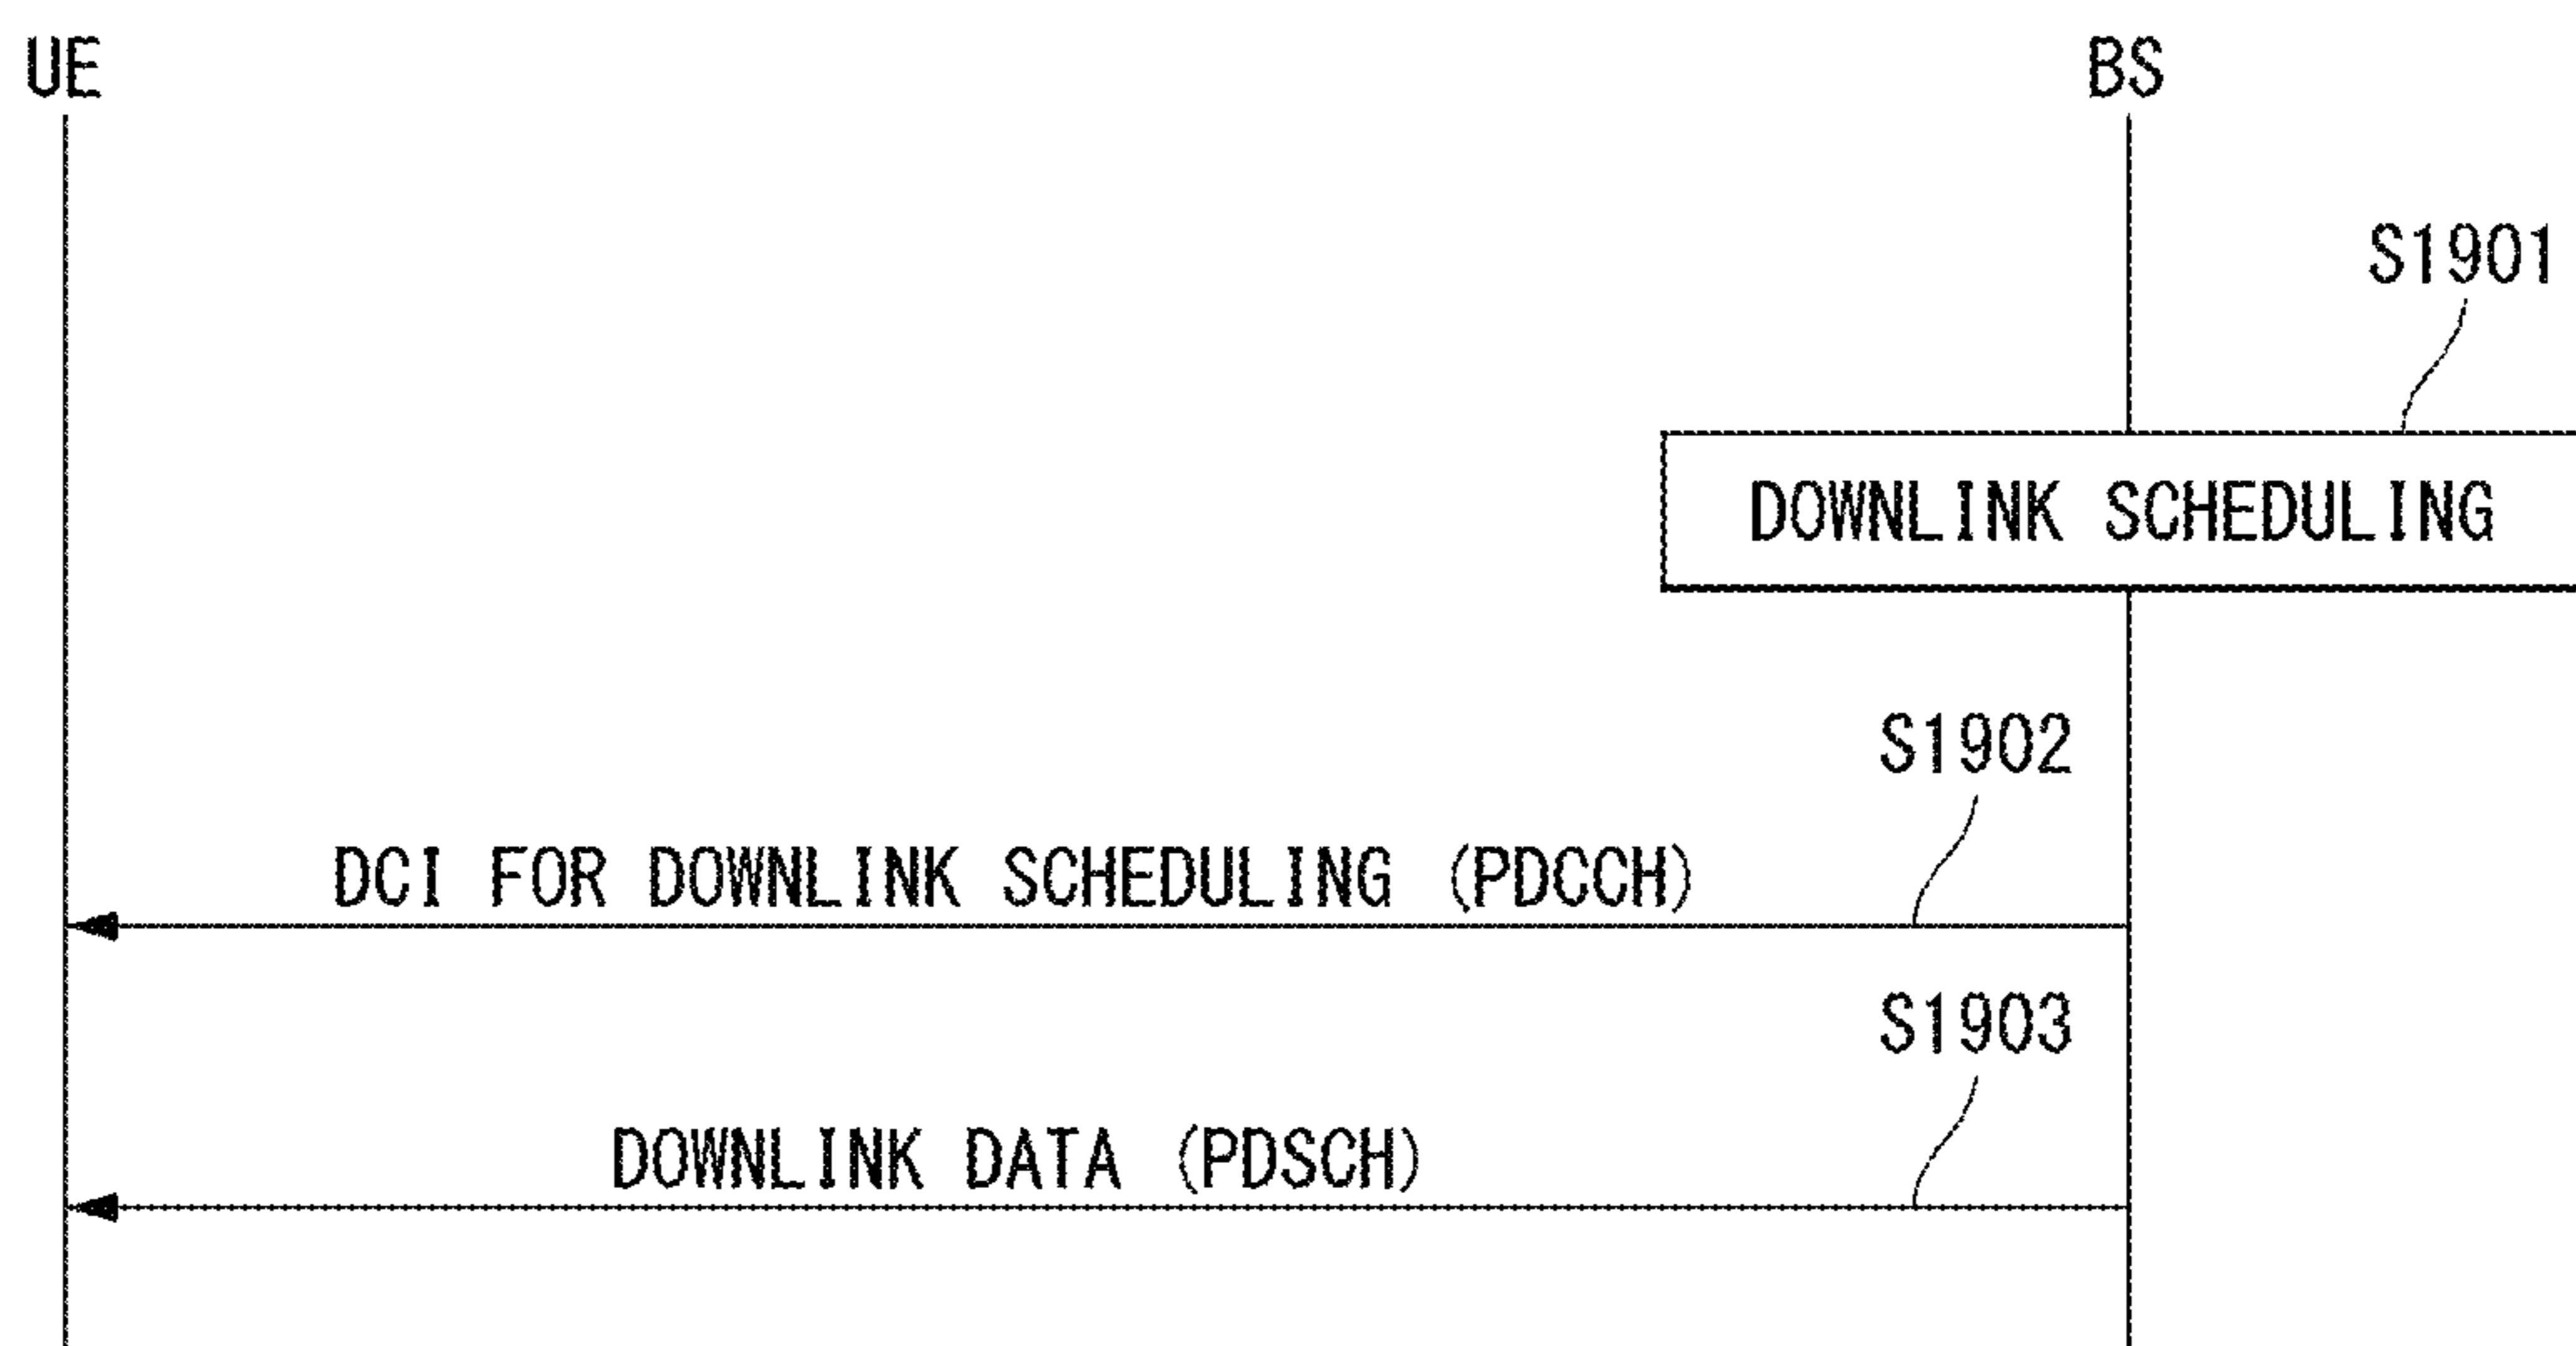 UE
BS
S1901
DOWNLINK SCHEDULING
S1902
DCI FOR DOWNLINK SCHEDULING (PDCCH)
S1903
DOWNLINK DATA (PDSCH)